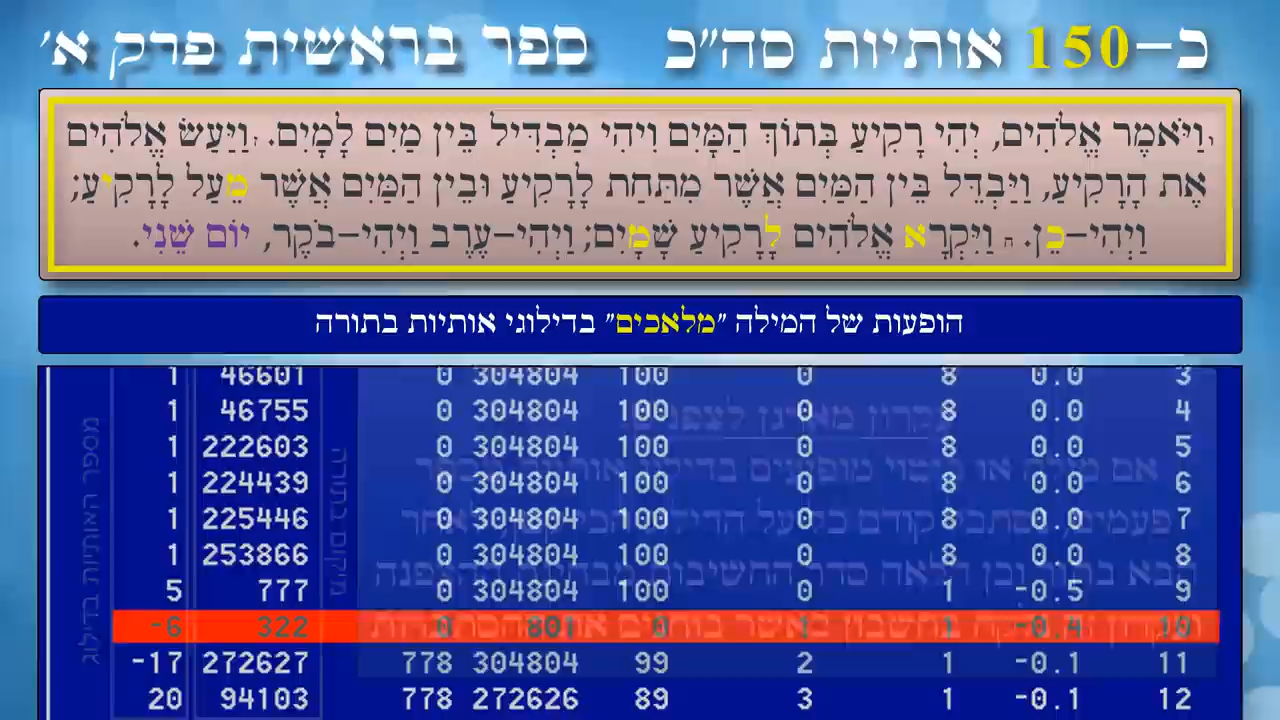 כ–150 אותיות סה"כ ספר בראשית פרק א'
ו. וַיֹּאמֶר אֱלֹהִים, יְהִי רָקִיעַ בְּתוֹךְ הַמָּיִם וִיהִי מַבְדִּיל בֵּין מַיִם לָמָיִם. ז. וַיַּעַשׂ אֱלֹהִים
אֶת הָרָקִיעַ, וַיַּבְדֵּל בֵּין הַמַּיִם אֲשֶׁר מִתַּחַת לָרָקִיעַ וּבֵין הַמַּיִם אֲשֶׁר מֵעַל לָרָקִיעַ;
וַיְהִי–כֵן. ח. וַיִּקְרָא אֱלֹהִים לָרָקִיעַ שָׁמָיִם; וַיְהִי–עֶרֶב וַיְהִי–בֹקֶר, יוֹם שֵׁנִי.
הופעות של המילה "מלאכים" בדילוגי אותיות בתורה
1 46601 0 304804 100 0 8 0.0 3
1 46755 0 304804 100 0 8 0.0 4
1 222603 0 304804 100 0 8 0.0 5
1 224439 0 304804 100 0 8 0.0 6
1 225446 0 304804 100 0 8 0.0 7
1 253866 0 304804 100 0 8 0.0 8
5 777 0 304804 100 0 1 -0.5 9
-6 322 0 801 0 1 1 -0.4 10
-17 272627 778 304804 99 2 1 -0.1 11
20 94103 778 272626 89 3 1 -0.1 12
מספר האותיות בדילוג
מיקום בתורה